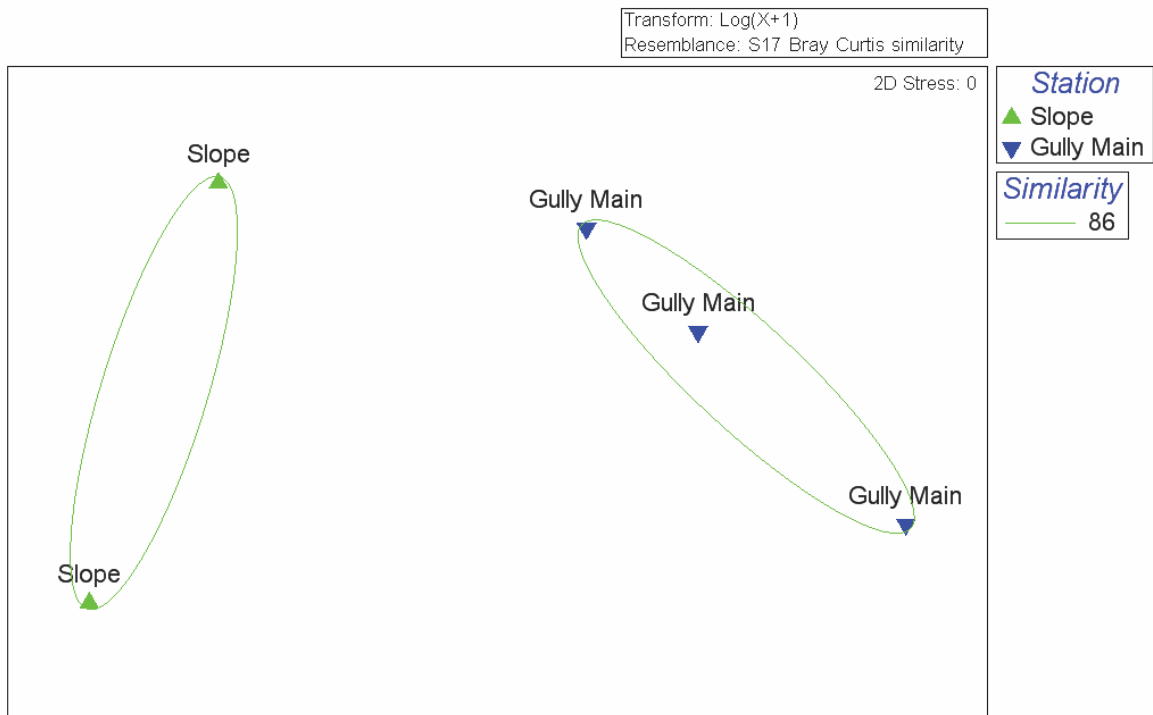 Transform: Log(X+1)
Resemblance: S17 Bray Curtis similarity
2D Stress: 0
Station
Slope
Gully Main
Similarity
86
Slope
Gully Main
Gully Main
Gully Main
Slope